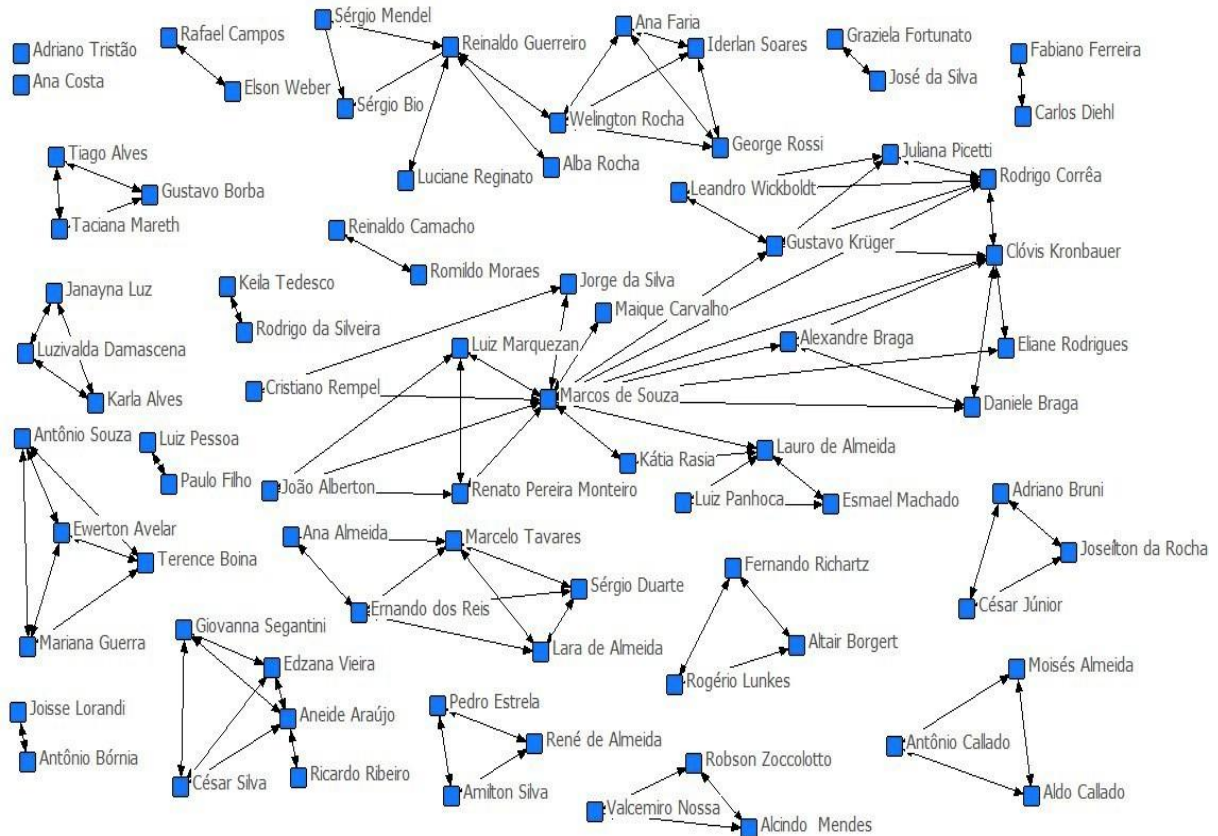 Sérgio Mendel
Ana Faria
Rafael Campos
Reinaldo Guerreiro
Iderlan Soares
Graziela Fortunato
Adriano Tristão
Fabiano Ferreira
Ana Costa
Elson Weber
José da Silva
Sérgio Bio
Welington Rocha
Carlos Diehl
George Rossi
Tiago Alves
Juliana Picetti
Alba Rocha
Luciane Reginato
Leandro Wickboldt
Rodrigo Corrêa
Gustavo Borba
Taciana Mareth
Reinaldo Camacho
Gustavo Krüger
Clóvis Kronbauer
Romildo Moraes
Jorge da Silva
Keila Tedesco
Janayna Luz
Maique Carvalho
Rodrigo da Silveira
Alexandre Braga
Luiz Marquezan
Eliane Rodrigues
Luzivalda Damascena
Cristiano Rempel
Marcos de Souza
Karla Alves
Daniele Braga
Antônio Souza
Luiz Pessoa
Lauro de Almeida
Kátia Rasia
Paulo Filho
João Alberton
Renato Pereira Monteiro
Luiz Panhoca
Esmael Machado
Adriano Bruni
Ewerton Avelar
Ana Almeida
Marcelo Tavares
Joseílton da Rocha
Terence Boina
Fernando Richartz
Sérgio Duarte
Ernando dos Reis
César Júnior
Giovanna Segantini
Mariana Guerra
Lara de Almeida
Altair Borgert
Edzana Vieira
Moisés Almeida
Rogério Lunkes
Pedro Estrela
Joisse Lorandi
Aneide Araújo
René de Almeida
Antônio Callado
Antônio Bórnia
Robson Zoccolotto
Ricardo Ribeiro
César Silva
Amilton Silva
Aldo Callado
Valcemiro Nossa
Alcindo Mendes